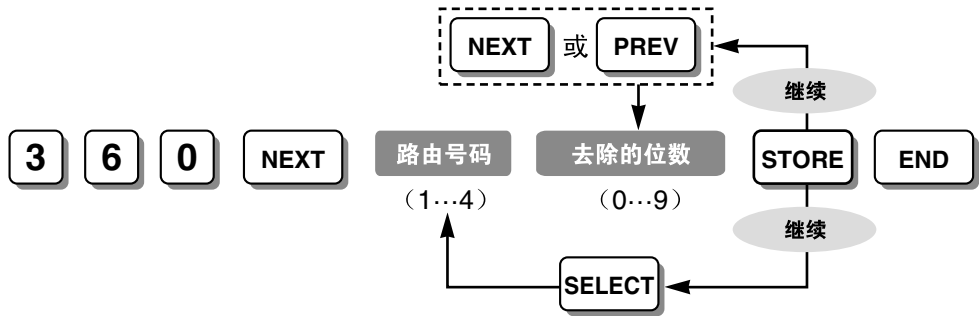 NEXT 或 PREV
继续
3 6 0 NEXT 路由号码 去除的位数 STORE END
（1…4） （0…9）
继续
SELECT